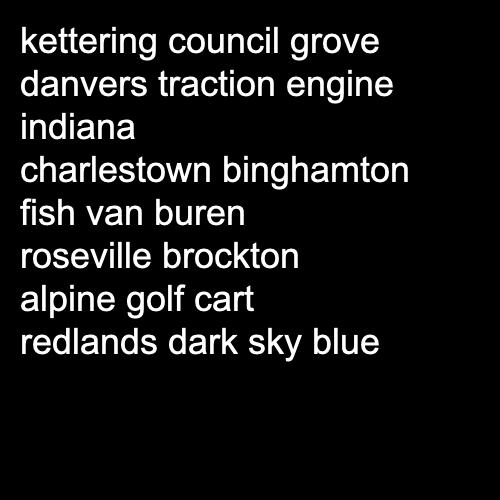 kettering council grove
danvers traction engine
indiana
charlestown binghamton
fish van buren
roseville brockton
alpine golf cart
redlands dark sky blue